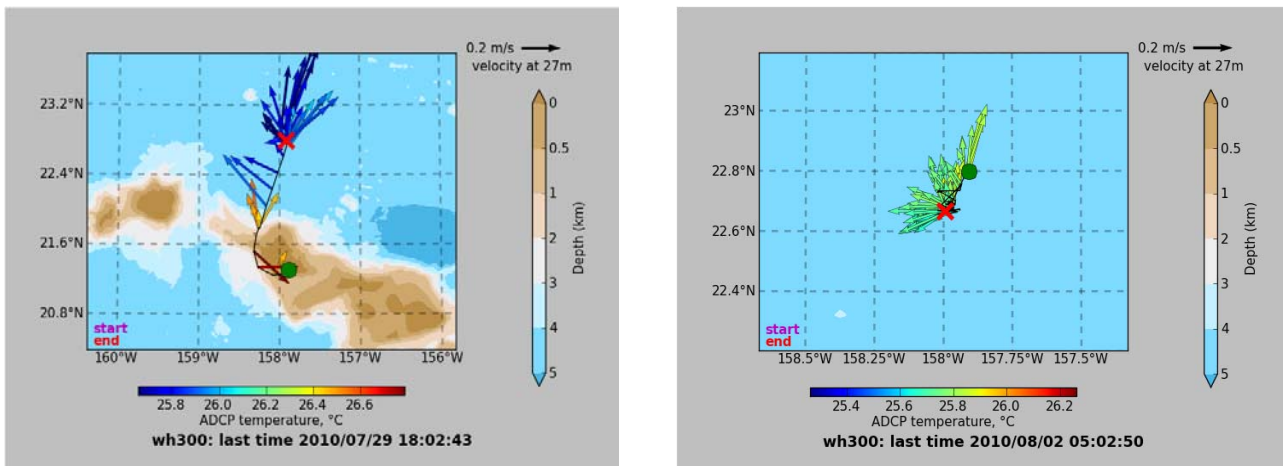 0.2 m/s
velocity at 27m
23.2°N
22.4°N
21.6°N
20.8°N
start
end
160°W 159°W 158°W 157°W 156°W
0
0.5
1
2
3
4
5
Depth (km)
25.8 26.0 26.2 26.4 26.6
ADCP temperature, °C
wh300: last time 2010/07/29 18:02:43
0.2 m/s
velocity at 27m
23°N
22.8°N
22.6°N
22.4°N
start
end
158.5°W 158.25°W 158°W 157.75°W 157.5°W
0
0.5
1
2
3
4
5
Depth (km)
25.4 25.6 25.8 26.0 26.2
ADCP temperature, °C
wh300: last time 2010/08/02 05:02:50